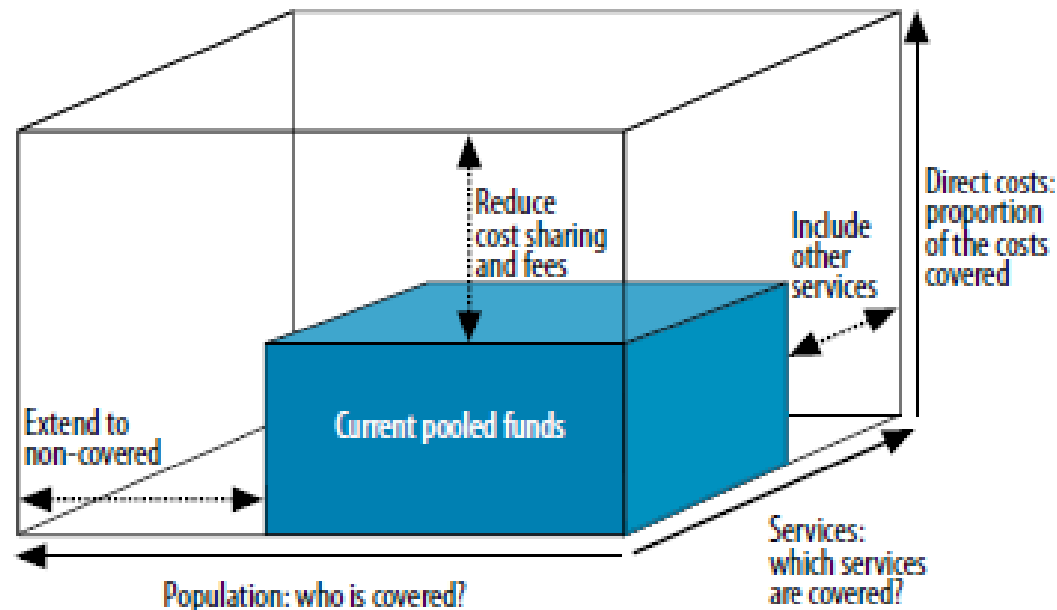 Reduce
cost sharing
and fees
Include
other
services
Direct costs:
proportion
of the costs
covered
Extend to
non-covered
Current pooled funds
Population: who is covered?
Services:
which services
are covered?